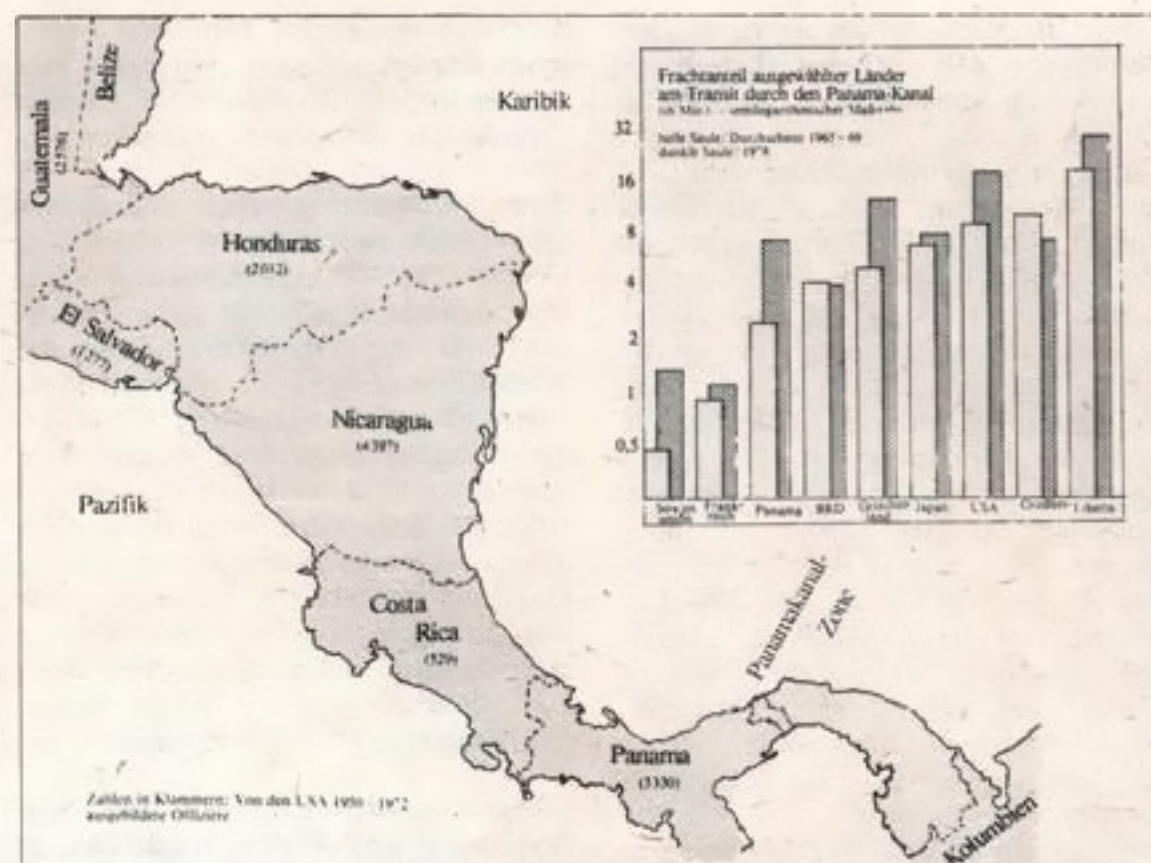 Belize
Guatemala
Karibik
Honduras
(2012)
El Salvador
(1277)
Nicaragua
Pazifik
Costa
Rica
(529)
Panama
Panamakanal-
Zone
Kolumbien
Zahlen in Klammern: Von den USA 1950 - 1972
ausgebildete Offiziere
Frachtanteil ausgewählter Länder
am Transit durch den Panama-Kanal
helle Säule: Durchschnitt
dunkle Säule:
32
16
8
4
2
1
0,5
Panama
BRD
Japan
USA
Liberia